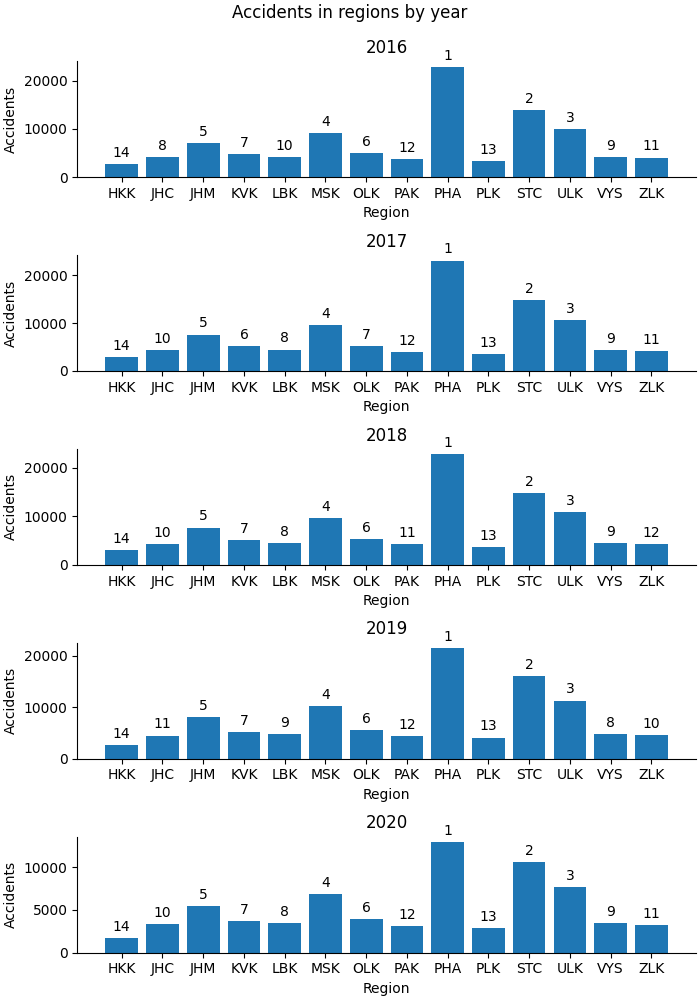 Accidents in regions by year
2016
Accidents
20000
10000
0
14 8 5 7 10 4 6 12 1 13 2 3 9 11
HKK JHC JHM KVK LBK MSK OLK PAK PHA PLK STC ULK VYS ZLK
Region
2017
Accidents
20000
10000
0
14 10 5 6 8 4 7 12 1 13 2 3 9 11
HKK JHC JHM KVK LBK MSK OLK PAK PHA PLK STC ULK VYS ZLK
Region
2018
Accidents
20000
10000
0
14 10 5 7 8 4 6 11 1 13 2 3 9 12
HKK JHC JHM KVK LBK MSK OLK PAK PHA PLK STC ULK VYS ZLK
Region
2019
Accidents
20000
10000
0
14 11 5 7 9 4 6 12 1 13 2 3 8 10
HKK JHC JHM KVK LBK MSK OLK PAK PHA PLK STC ULK VYS ZLK
Region
2020
Accidents
10000
5000
0
14 10 5 7 8 4 6 12 1 13 2 3 9 11
HKK JHC JHM KVK LBK MSK OLK PAK PHA PLK STC ULK VYS ZLK
Region